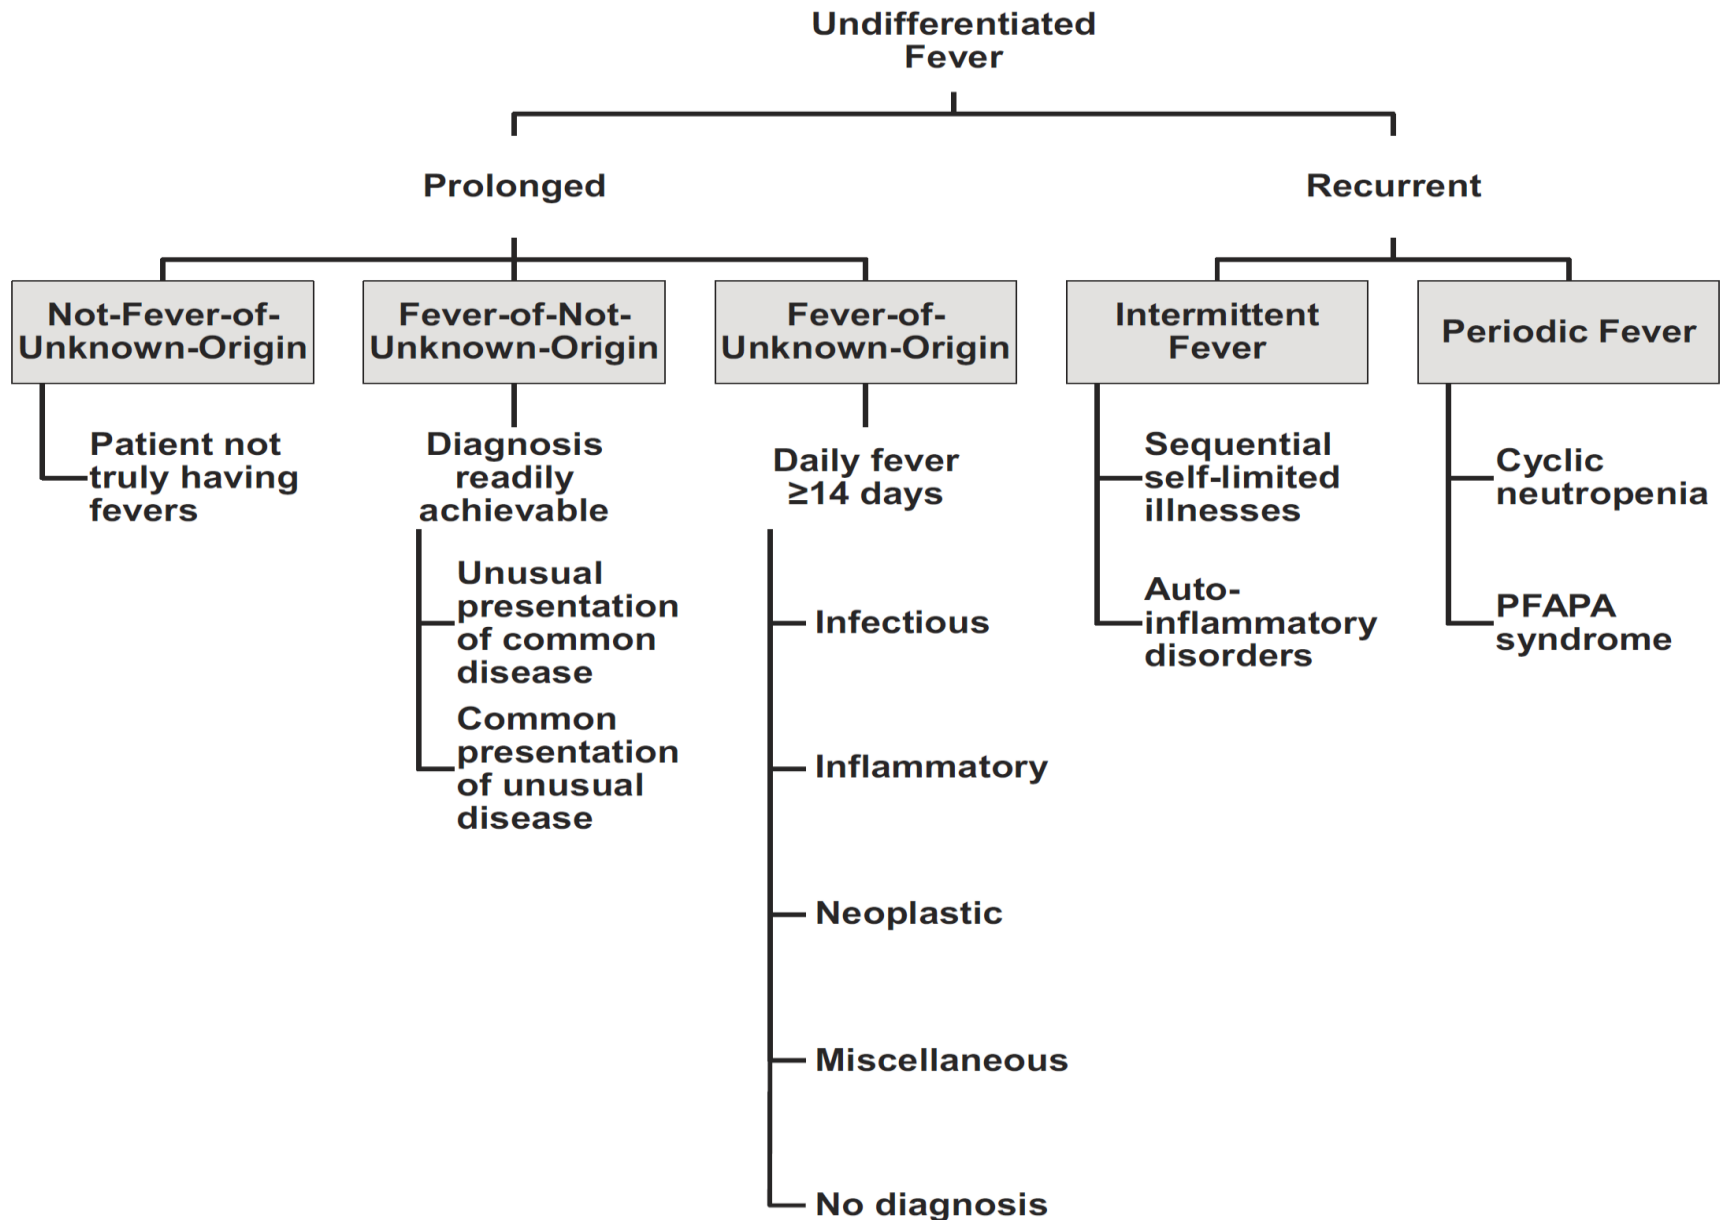 Undifferentiated
Fever
Prolonged
Recurrent
Not-Fever-of-
Unknown-Origin
Fever-of-Not-
Unknown-Origin
Fever-of-
Unknown-Origin
Intermittent
Fever
Periodic Fever
Patient not
truly having
fevers
Diagnosis
readily
achievable
Unusual
presentation
of common
disease
Common
presentation
of unusual
disease
Daily fever
≥14 days
Infectious
Inflammatory
Neoplastic
Miscellaneous
No diagnosis
Sequential
self-limited
illnesses
Auto-
inflammatory
disorders
Cyclic
neutropenia
PFAPA
syndrome